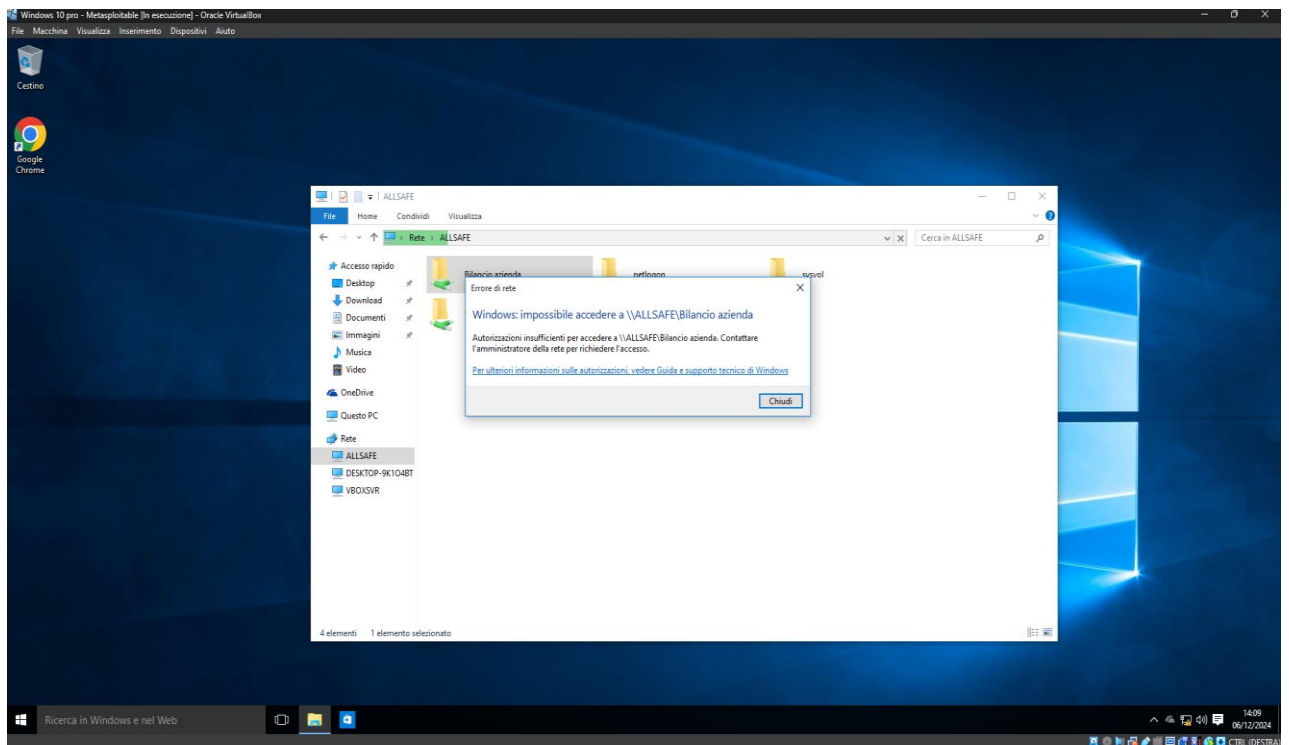 Windows 10 pro - Metasploitable [In esecuzione] - Oracle VirtualBox
File Macchina Visualizza Inserimento Dispositivi Aiuto
Cestino
Google
Chrome
ALLSAFE
File Home Condividi Visualizza
Rete > ALLSAFE
Cerca in ALLSAFE
Accesso rapido
Desktop
Download
Documenti
Immagini
Musica
Video
OneDrive
Questo PC
Rete
ALLSAFE
DESKTOP-9K1O4BT
VBOXSVR
Bilancio azienda netlogon sysvol
Errore di rete
Windows: impossibile accedere a \\ALLSAFE\Bilancio azienda
Autorizzazioni insufficienti per accedere a \\ALLSAFE\Bilancio azienda. Contattare
l'amministratore della rete per richiedere l'accesso.
Per ulteriori informazioni sulle autorizzazioni, vedere Guida e supporto tecnico di Windows
Chiudi
4 elementi 1 elemento selezionato
Ricerca in Windows e nel Web
14:09
06/12/2024
CTRL (DESTRA)